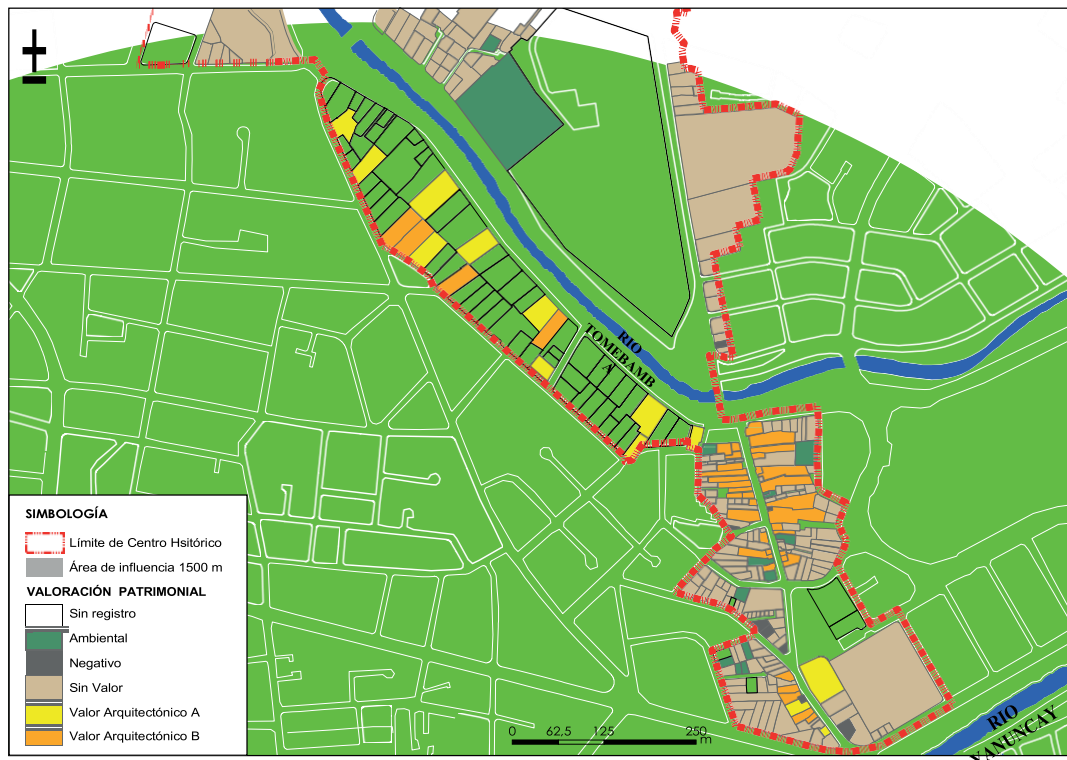 RIO
TOMEBAMB
A
SIMBOLOGÍA
Límite de Centro Hsitórico
Área de influencia 1500 m
VALORACIÓN PATRIMONIAL
Sin registro
Ambiental
Negativo
Sin Valor
Valor Arquitectónico A
Valor Arquitectónico B
0 62,5 125 250
m
RIO
YANUNCAY